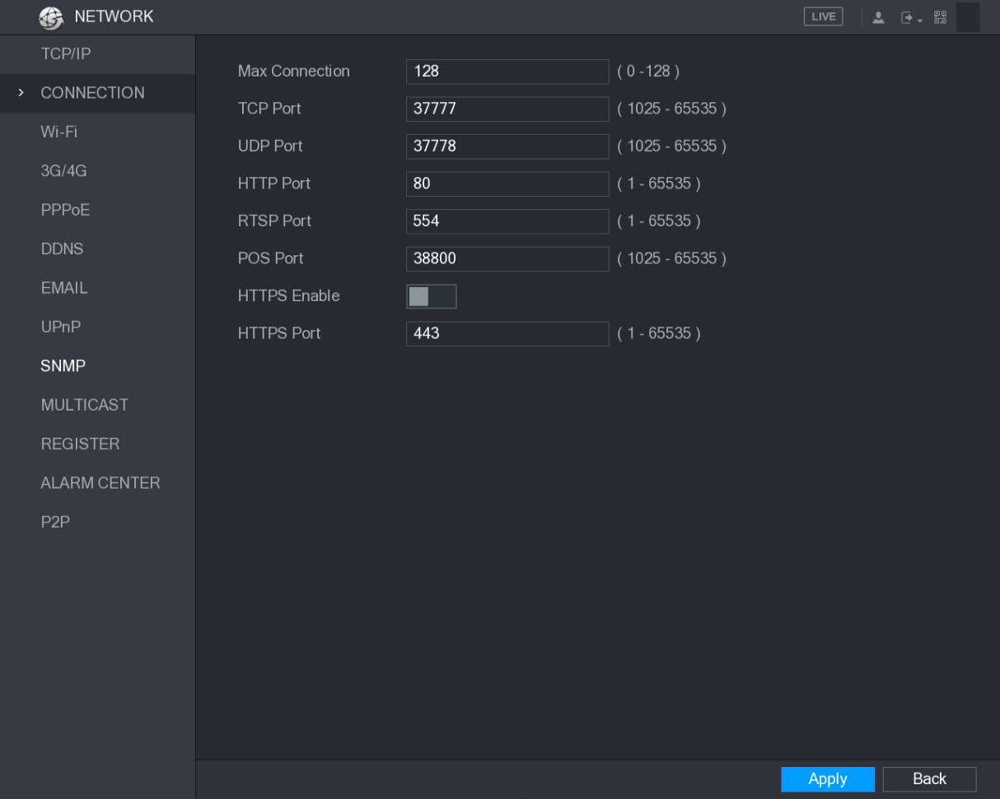 NETWORK
LIVE
TCP/IP
CONNECTION
Wi-Fi
3G/4G
PPPoE
DDNS
EMAIL
UPnP
SNMP
MULTICAST
REGISTER
ALARM CENTER
P2P
Max Connection 128 ( 0 -128 )
TCP Port 37777 ( 1025 - 65535 )
UDP Port 37778 ( 1025 - 65535 )
HTTP Port 80 ( 1 - 65535 )
RTSP Port 554 ( 1 - 65535 )
POS Port 38800 ( 1025 - 65535 )
HTTPS Enable
HTTPS Port 443 ( 1 - 65535 )
Apply Back